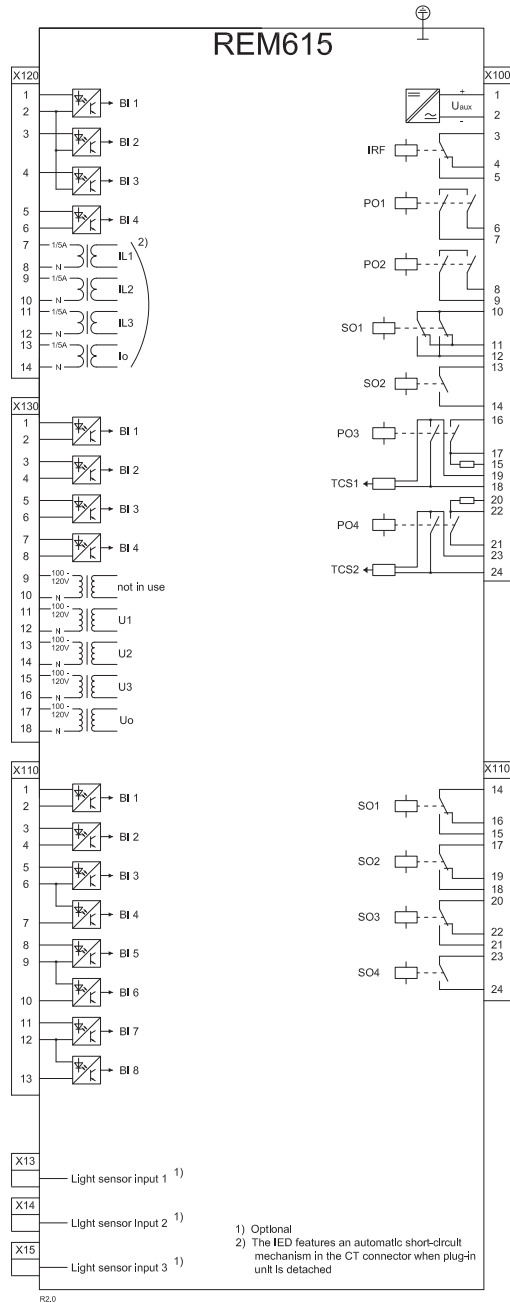 REM615
X120
1
BI 1
2
3
BI 2
4
BI 3
5
BI 4
6
7 1/5A 2)
IL1
8 N
9 1/5A
IL2
10 N
11 1/5A
IL3
12 N
13 1/5A
Io
14 N
X130
1
BI 1
2
3
BI 2
4
5
BI 3
6
7
BI 4
8
9 100 -
120V
not in use
10 N
11 100 -
120V
U1
12 N
13 100 -
120V
U2
14 N
15 100 -
120V
U3
16 N
17 100 -
120V
Uo
18 N
X110
1
BI 1
2
3
BI 2
4
5
BI 3
6
BI 4
7
8
BI 5
9
BI 6
10
11
BI 7
12
BI 8
13
X13
Light sensor input 1 1)
X14
Light sensor input 2 1)
X15
Light sensor input 3 1)
X100
+ 1
Uaux
- 2
3
IRF
4
5
PO1
6
7
PO2
8
9
10
SO1
11
12
13
SO2
14
16
PO3
17
15
19
TCS1
18
20
22
PO4
21
23
TCS2
24
X110
14
SO1
16
15
17
SO2
19
18
20
SO3
22
21
23
SO4
24
1) Optional
2) The IED features an automatic short-circuit
mechanism in the CT connector when plug-in
unit is detached
R2.0